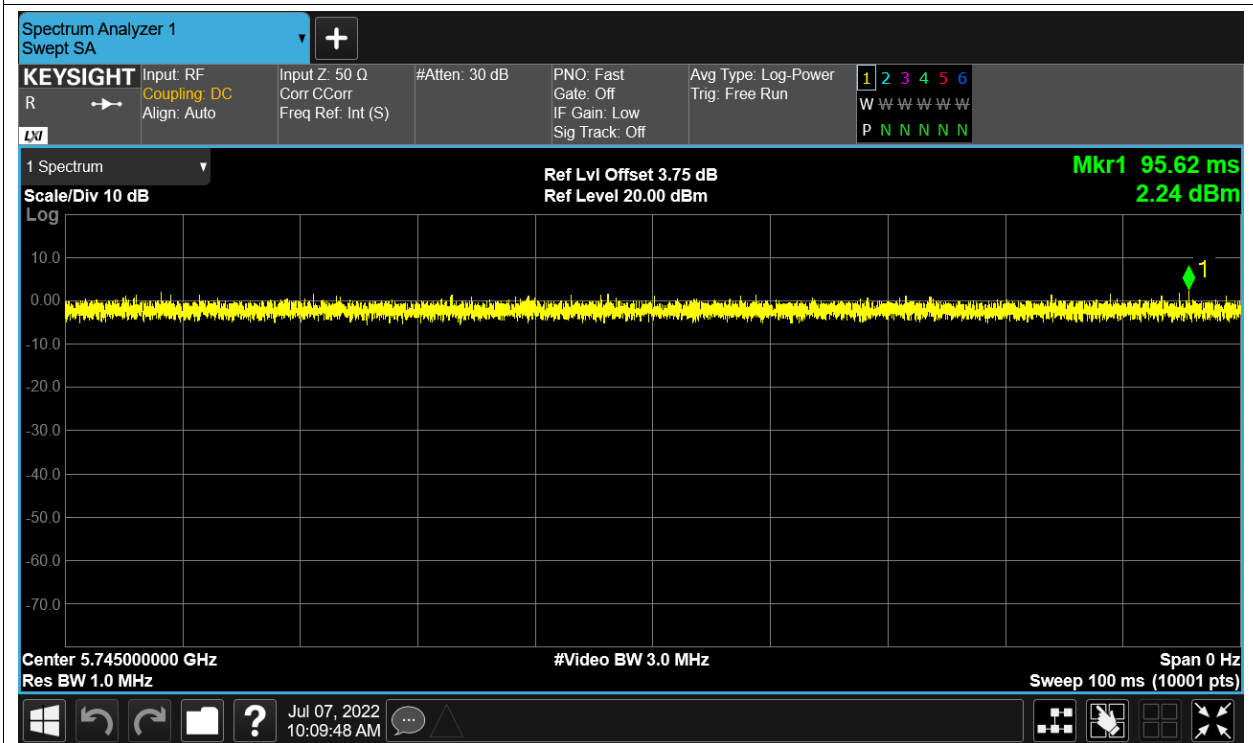 Spectrum Analyzer 1
Swept SA
KEYSIGHT
R
LXI
Input: RF
Coupling: DC
Align: Auto
Input Z: 50 Ω
Corr CCorr
Freq Ref: Int (S)
#Atten: 30 dB
PNO: Fast
Gate: Off
IF Gain: Low
Sig Track: Off
Avg Type: Log-Power
Trig: Free Run
1 2 3 4 5 6
W W W W W W
P N N N N N
1 Spectrum
Scale/Div 10 dB
Log
Ref Lvl Offset 3.75 dB
Ref Level 20.00 dBm
Mkr1 95.62 ms
2.24 dBm
10.0
1
0.00
-10.0
-20.0
-30.0
-40.0
-50.0
-60.0
-70.0
Center 5.745000000 GHz
Res BW 1.0 MHz
#Video BW 3.0 MHz
Span 0 Hz
Sweep 100 ms (10001 pts)
?
Jul 07, 2022
10:09:48 AM